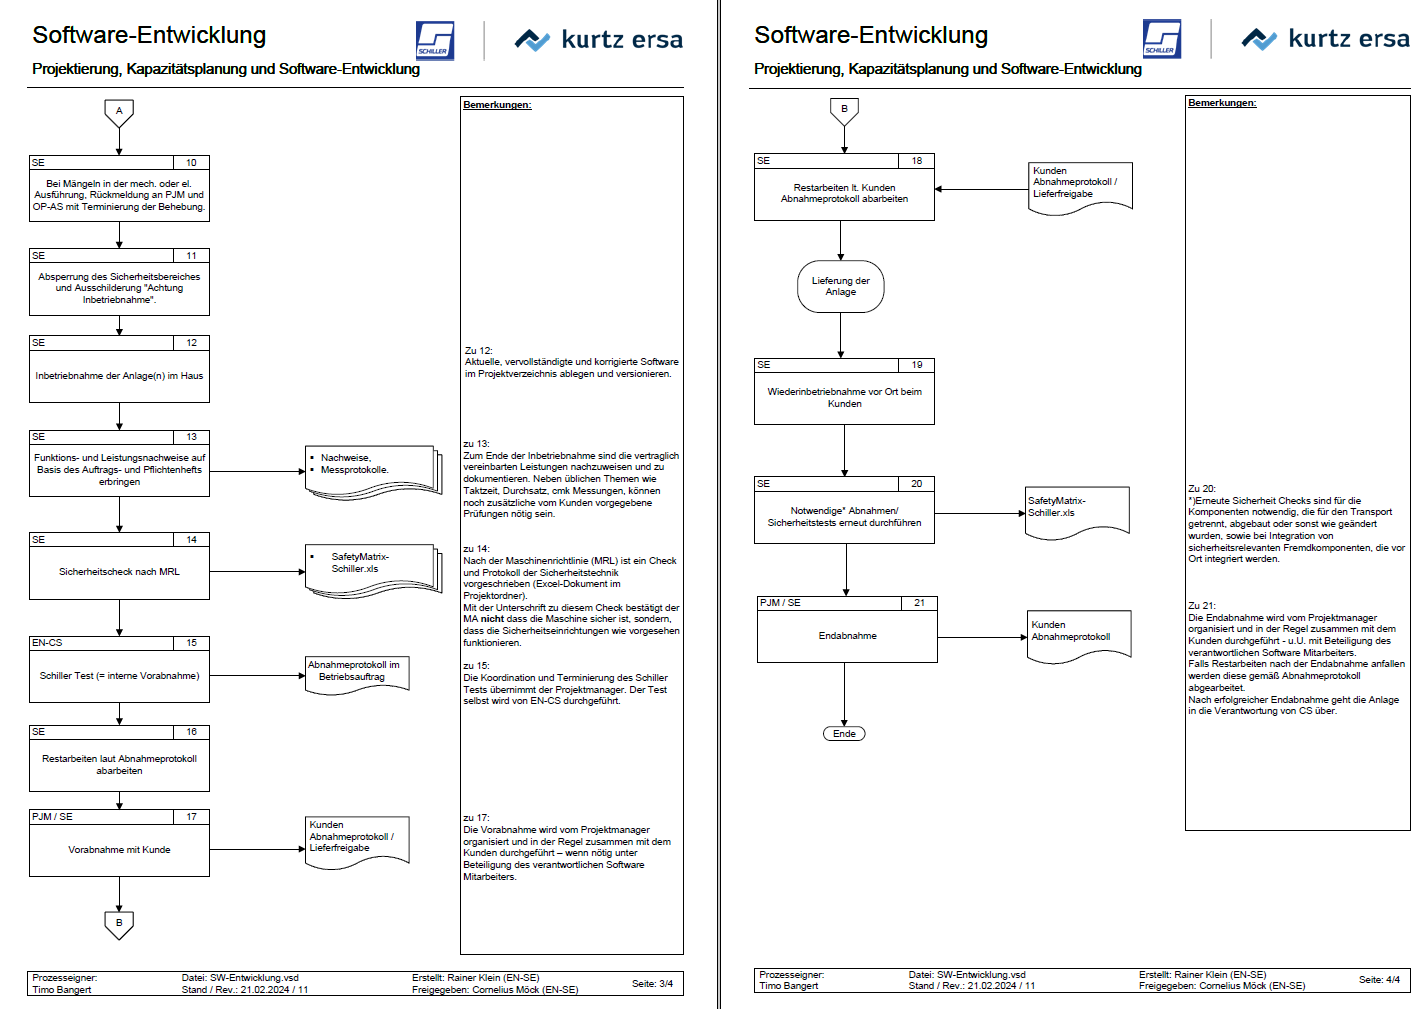 Software-Entwicklung
SCHILLER
kurtz ersa
Projektierung, Kapazitätsplanung und Software-Entwicklung
A
Bemerkungen:
SE 10
Bei Mängeln in der mech. oder el.
Ausführung, Rückmeldung an PJM und
OP-AS mit Terminierung der Behebung.
SE 11
Absperrung des Sicherheitsbereiches
und Ausschilderung "Achtung
Inbetriebnahme".
SE 12
Inbetriebnahme der Anlage(n) im Haus
Zu 12:
Aktuelle, vervollständigte und korrigierte Software
im Projektverzeichnis ablegen und versionieren.
SE 13
Funktions- und Leistungsnachweise auf
Basis des Auftrags- und Pflichtenhefts
erbringen
▪ Nachweise,
▪ Messprotokolle.
zu 13:
Zum Ende der Inbetriebnahme sind die vertraglich
vereinbarten Leistungen nachzuweisen und zu
dokumentieren. Neben üblichen Themen wie
Taktzeit, Durchsatz, cmk Messungen, können
noch zusätzliche vom Kunden vorgegebene
Prüfungen nötig sein.
SE 14
Sicherheitscheck nach MRL
▪ SafetyMatrix-
Schiller.xls
zu 14:
Nach der Maschinenrichtlinie (MRL) ist ein Check
und Protokoll der Sicherheitstechnik
vorgeschrieben (Excel-Dokument im
Projektordner).
Mit der Unterschrift zu diesem Check bestätigt der
MA nicht dass die Maschine sicher ist, sondern,
dass die Sicherheitseinrichtungen wie vorgesehen
funktionieren.
EN-CS 15
Schiller Test (= interne Vorabnahme)
Abnahmeprotokoll im
Betriebsauftrag
zu 15:
Die Koordination und Terminierung des Schiller
Tests übernimmt der Projektmanager. Der Test
selbst wird von EN-CS durchgeführt.
SE 16
Restarbeiten laut Abnahmeprotokoll
abarbeiten
PJM / SE 17
Vorabnahme mit Kunde
Kunden
Abnahmeprotokoll /
Lieferfreigabe
zu 17:
Die Vorabnahme wird vom Projektmanager
organisiert und in der Regel zusammen mit dem
Kunden durchgeführt – wenn nötig unter
Beteiligung des verantwortlichen Software
Mitarbeiters.
B
Prozesseigner:
Timo Bangert
Datei: SW-Entwicklung.vsd
Stand / Rev.: 21.02.2024 / 11
Erstellt: Rainer Klein (EN-SE)
Freigegeben: Cornelius Möck (EN-SE)
Seite: 3/4
Software-Entwicklung
SCHILLER
kurtz ersa
Projektierung, Kapazitätsplanung und Software-Entwicklung
B
Bemerkungen:
SE 18
Restarbeiten lt. Kunden
Abnahmeprotokoll abarbeiten
Kunden
Abnahmeprotokoll /
Lieferfreigabe
Lieferung der
Anlage
SE 19
Wiederinbetriebnahme vor Ort beim
Kunden
SE 20
Notwendige* Abnahmen/
Sicherheitstests erneut durchführen
SafetyMatrix-
Schiller.xls
Zu 20:
*)Erneute Sicherheit Checks sind für die
Komponenten notwendig, die für den Transport
getrennt, abgebaut oder sonst wie geändert
wurden, sowie bei Integration von
sicherheitsrelevanten Fremdkomponenten, die vor
Ort integriert werden.
PJM / SE 21
Endabnahme
Kunden
Abnahmeprotokoll
Zu 21:
Die Endabnahme wird vom Projektmanager
organisiert und in der Regel zusammen mit dem
Kunden durchgeführt - u.U. mit Beteiligung des
verantwortlichen Software Mitarbeiters.
Falls Restarbeiten nach der Endabnahme anfallen
werden diese gemäß Abnahmeprotokoll
abgearbeitet.
Nach erfolgreicher Endabnahme geht die Anlage
in die Verantwortung von CS über.
Ende
Prozesseigner:
Timo Bangert
Datei: SW-Entwicklung.vsd
Stand / Rev.: 21.02.2024 / 11
Erstellt: Rainer Klein (EN-SE)
Freigegeben: Cornelius Möck (EN-SE)
Seite: 4/4